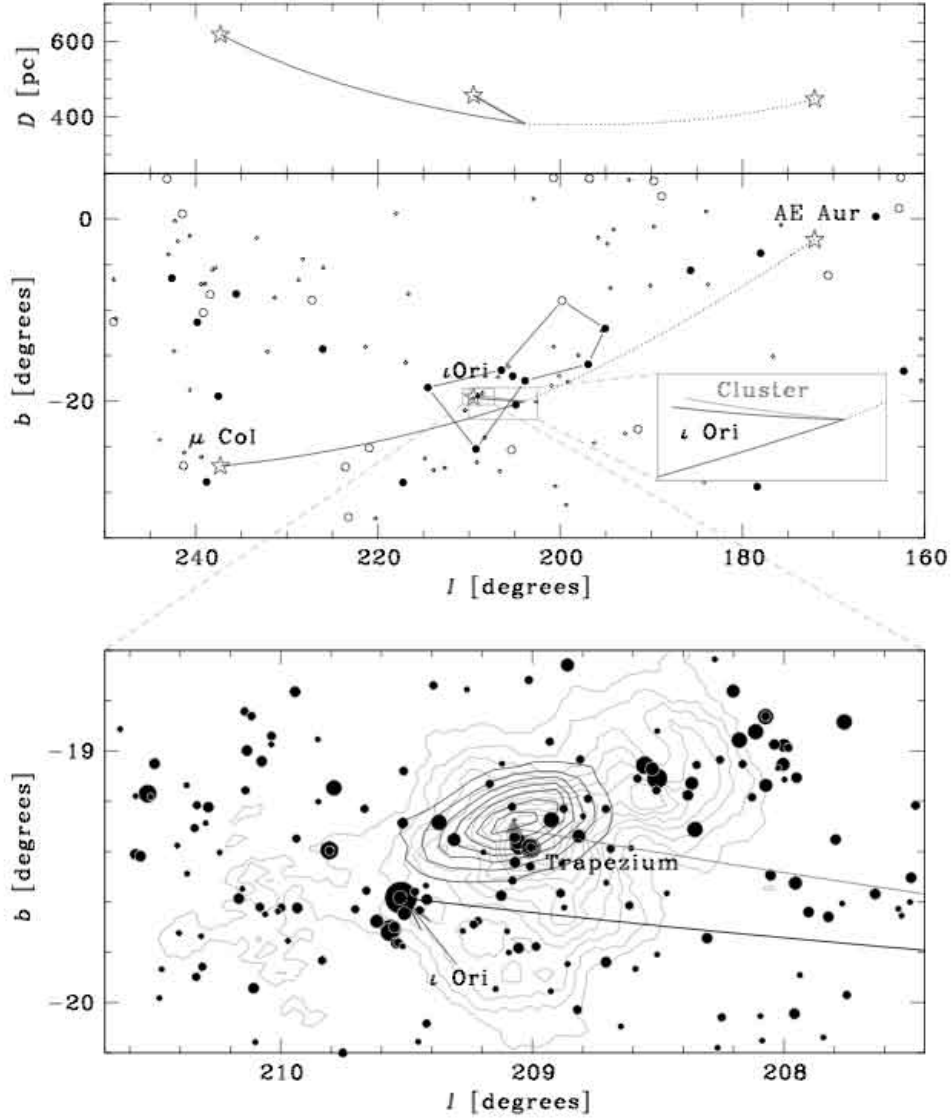 600
400
D [pc]
0
-20
b [degrees]
AE Aur
ιOri
μ Col
Cluster
ι Ori
240
220
200
180
160
l [degrees]
-19
-20
b [degrees]
Trapezium
ι Ori
210
209
208
l [degrees]